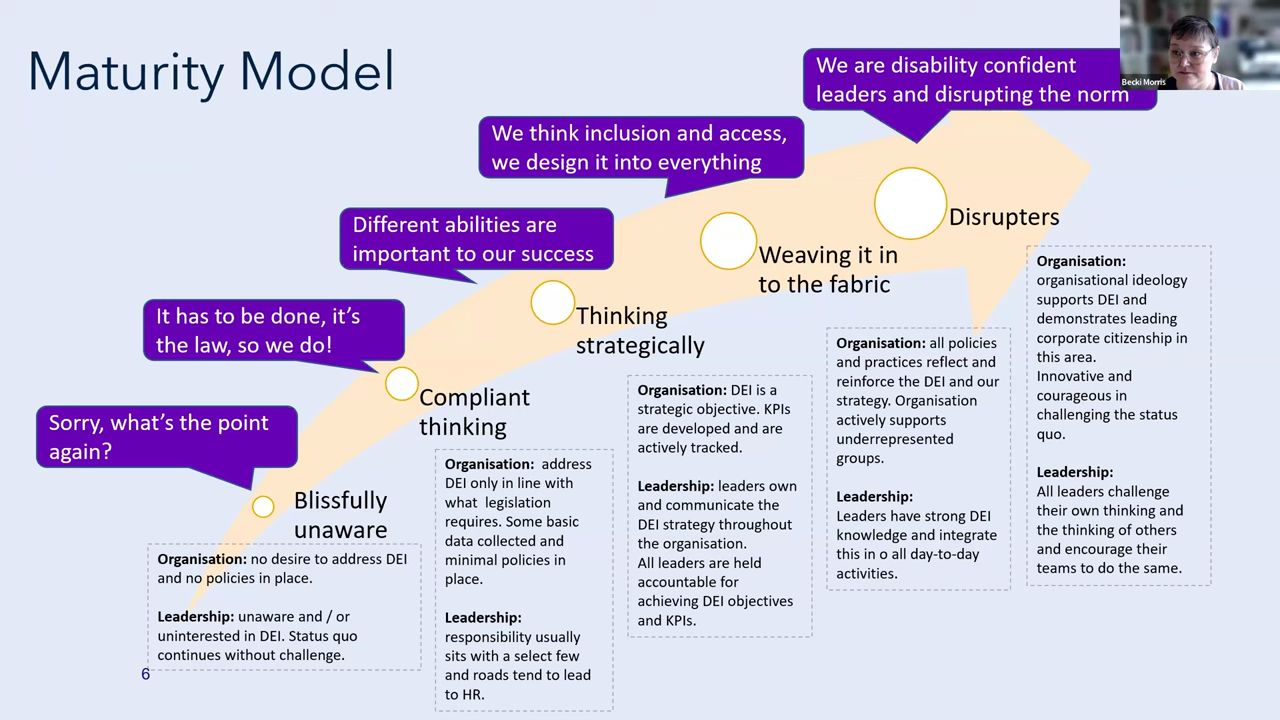 Maturity Model
We are disability confident
leaders and disrupting the norm
Becki Morris
We think inclusion and access,
we design it into everything
Different abilities are
important to our success
It has to be done, it's
the law, so we do!
Sorry, what's the point
again?
Blissfully
unaware
Organisation: no desire to address DEI
and no policies in place.
Leadership: unaware and / or
uninterested in DEI. Status quo
continues without challenge.
Compliant
thinking
Organisation: address
DEI only in line with
what legislation
requires. Some basic
data collected and
minimal policies in
place.
Leadership:
responsibility usually
sits with a select few
and roads tend to lead
to HR.
Thinking
strategically
Organisation: DEI is a
strategic objective. KPIs
are developed and are
actively tracked.
Leadership: leaders own
and communicate the
DEI strategy throughout
the organisation.
All leaders are held
accountable for
achieving DEI objectives
and KPIs.
Weaving it in
to the fabric
Organisation: all policies
and practices reflect and
reinforce the DEI and our
strategy. Organisation
actively supports
underrepresented
groups.
Leadership:
Leaders have strong DEI
knowledge and integrate
this in o all day-to-day
activities.
Disrupters
Organisation:
organisational ideology
supports DEI and
demonstrates leading
corporate citizenship in
this area.
Innovative and
courageous in
challenging the status
quo.
Leadership:
All leaders challenge
their own thinking and
the thinking of others
and encourage their
teams to do the same.
6